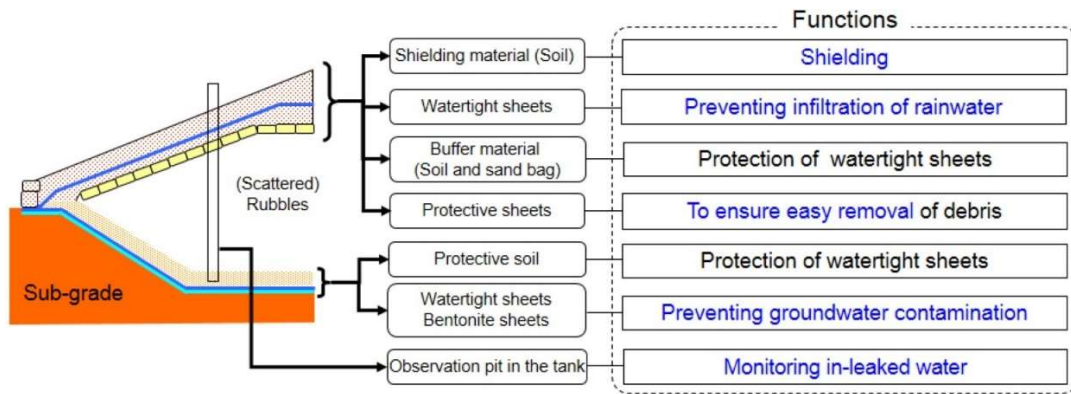 Functions
Shielding material (Soil)
Shielding
Watertight sheets
Preventing infiltration of rainwater
Buffer material
(Soil and sand bag)
Protection of watertight sheets
(Scattered)
Rubbles
Protective sheets
To ensure easy removal of debris
Protective soil
Protection of watertight sheets
Sub-grade
Watertight sheets
Bentonite sheets
Preventing groundwater contamination
Observation pit in the tank
Monitoring in-leaked water